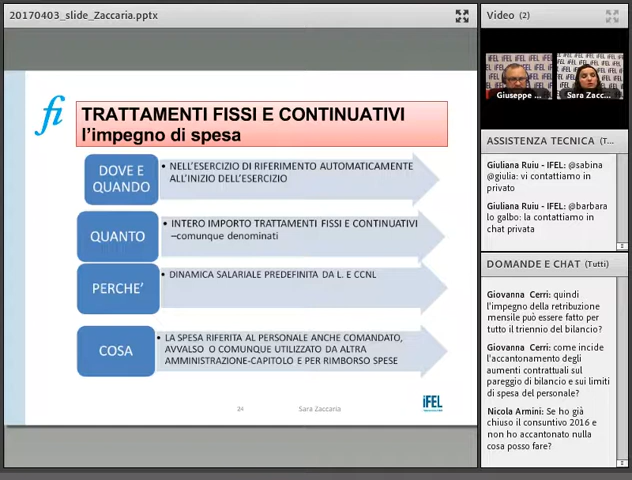 20170403_slide_Zaccaria.pptx
fi
TRATTAMENTI FISSI E CONTINUATIVI
l’impegno di spesa
DOVE E
QUANDO
• NELL’ESERCIZIO DI RIFERIMENTO AUTOMATICAMENTE
ALL’INIZIO DELL’ESERCIZIO
QUANTO
• INTERO IMPORTO TRATTAMENTI FISSI E CONTINUATIVI
–comunque denominati
PERCHE’
• DINAMICA SALARIALE PREDEFINITA DA L. E CCNL
COSA
• LA SPESA RIFERITA AL PERSONALE ANCHE COMANDATO,
AVVALSO O COMUNQUE UTILIZZATO DA ALTRA
AMMINISTRAZIONE-CAPITOLO E PER RIMBORSO SPESE
24
Sara Zaccaria
iFEL
Video (2)
Giuseppe ...
Sara Zacc...
ASSISTENZA TECNICA (T...
Giuliana Ruiu - IFEL: @sabina
@giulia: vi contattiamo in
privato
Giuliana Ruiu - IFEL: @barbara
lo galbo: la contattiamo in
chat privata
DOMANDE E CHAT (Tutti)
Giovanna Cerri: quindi
l’impegno della retribuzione
mensile può essere fatto per
tutto il triennio del bilancio?
Giovanna Cerri: come incide
l’accantonamento degli
aumenti contrattuali sul
pareggio di bilancio e sui limiti
di spesa del personale?
Nicola Armini: Se ho già
chiuso il consuntivo 2016 e
non ho accantonato nulla
cosa posso fare?